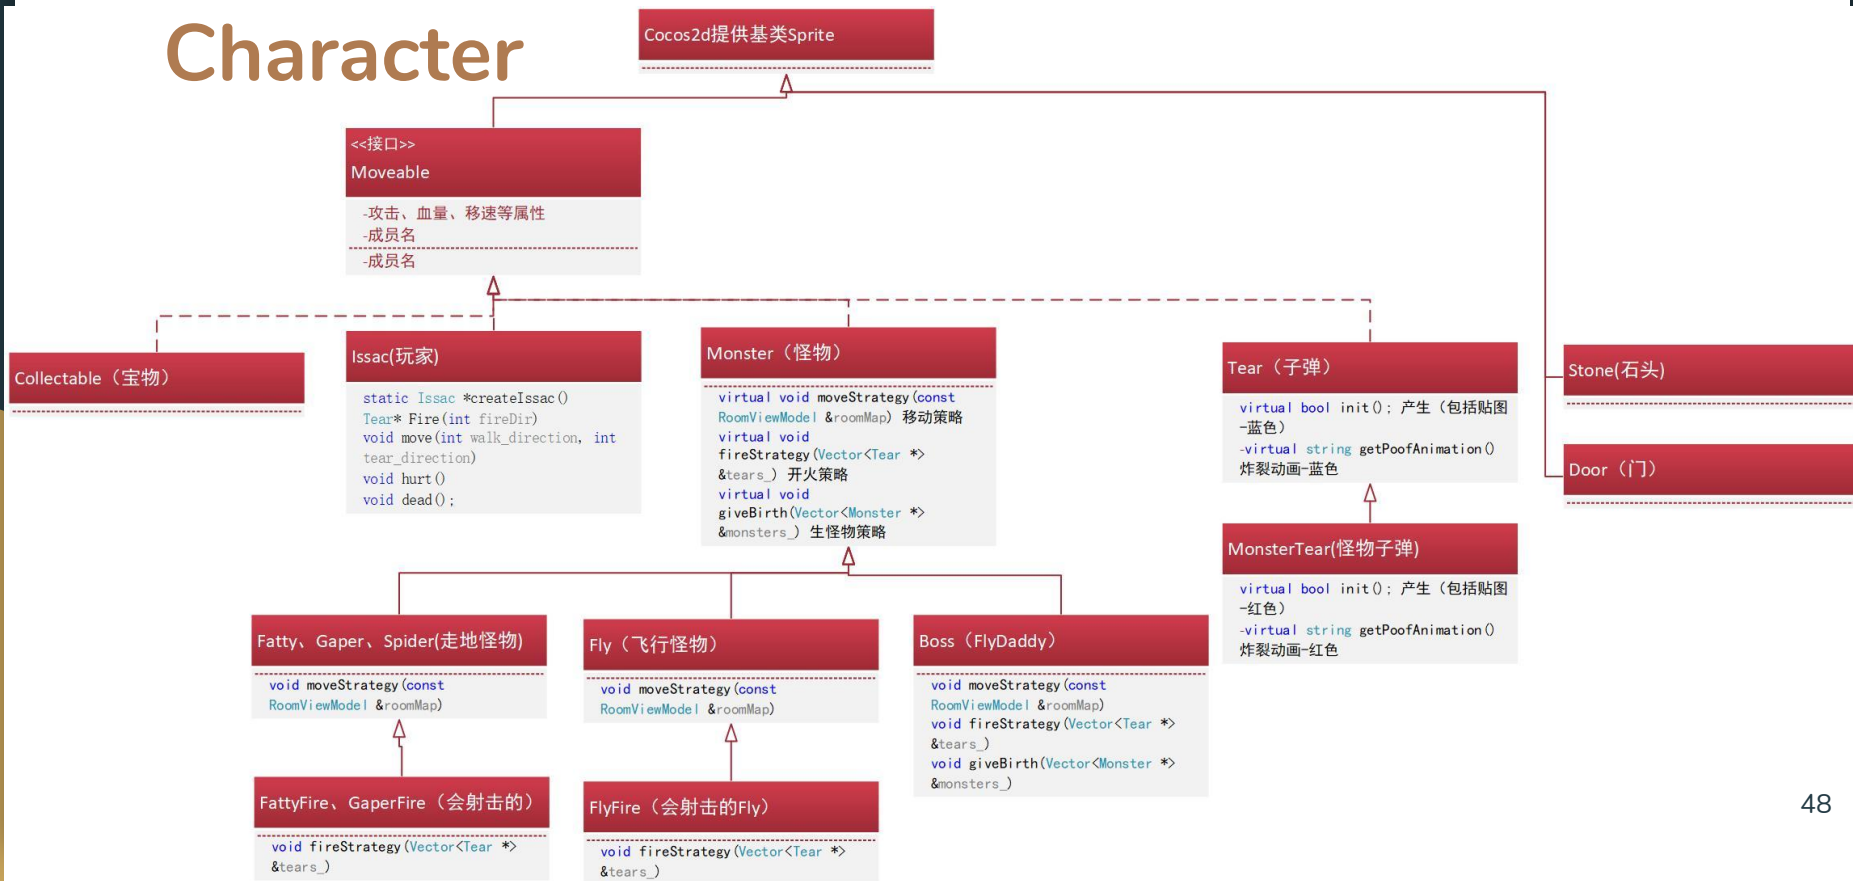 Character
Cocos2d提供基类Sprite
<<接口>>
Moveable
-攻击、血量、移速等属性
-成员名
-成员名
Collectable（宝物）
Issac(玩家)
static Issac *createIssac()
Tear* Fire(int fireDir)
void move(int walk_direction, int
tear_direction)
void hurt()
void dead();
Monster（怪物）
virtual void moveStrategy(const
RoomViewModel &roomMap) 移动策略
virtual void
fireStrategy(Vector<Tear *>
&tears_) 开火策略
virtual void
giveBirth(Vector<Monster *>
&monsters_) 生怪物策略
Tear（子弹）
virtual bool init(); 产生（包括贴图
-蓝色）
-virtual string getPoofAnimation()
炸裂动画-蓝色
Stone(石头)
Door（门）
MonsterTear(怪物子弹)
virtual bool init(); 产生（包括贴图
-红色）
-virtual string getPoofAnimation()
炸裂动画-红色
Fatty、Gaper、Spider(走地怪物)
void moveStrategy(const
RoomViewModel &roomMap)
Fly（飞行怪物）
void moveStrategy(const
RoomViewModel &roomMap)
Boss（FlyDaddy）
void moveStrategy(const
RoomViewModel &roomMap)
void fireStrategy(Vector<Tear *>
&tears_)
void giveBirth(Vector<Monster *>
&monsters_)
FattyFire、GaperFire（会射击的）
void fireStrategy(Vector<Tear *>
&tears_)
FlyFire（会射击的Fly）
void fireStrategy(Vector<Tear *>
&tears_)
48